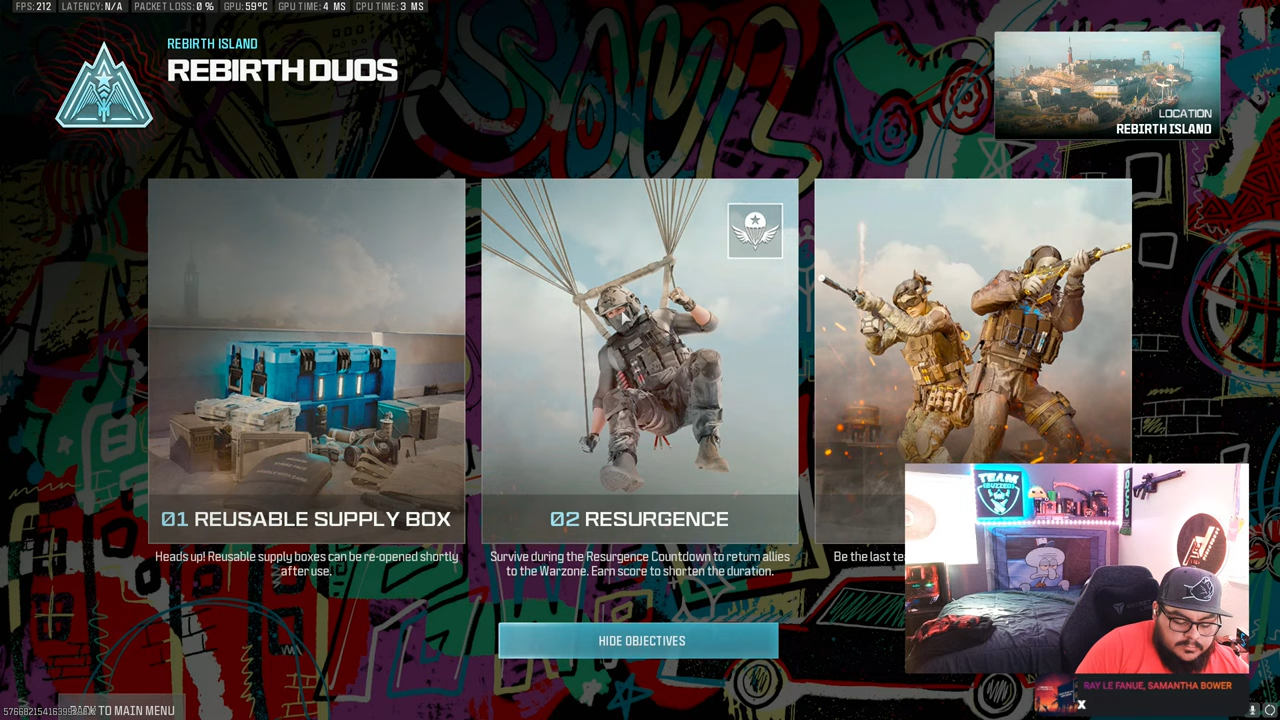 FPS: 212 LATENCY: N/A PACKET LOSS: 0 % GPU: 59°C GPU TIME: 4 MS CPU TIME: 3 MS
REBIRTH ISLAND
REBIRTH DUOS
LOCATION
REBIRTH ISLAND
01 REUSABLE SUPPLY BOX
Heads up! Reusable supply boxes can be re-opened shortly
after use.
02 RESURGENCE
Survive during the Resurgence Countdown to return allies
to the Warzone. Earn score to shorten the duration.
0
Be the last tea
HIDE OBJECTIVES
TEAM
RAY LE FANUE, SAMANTHA BOWER
X
TO MAIN MENU